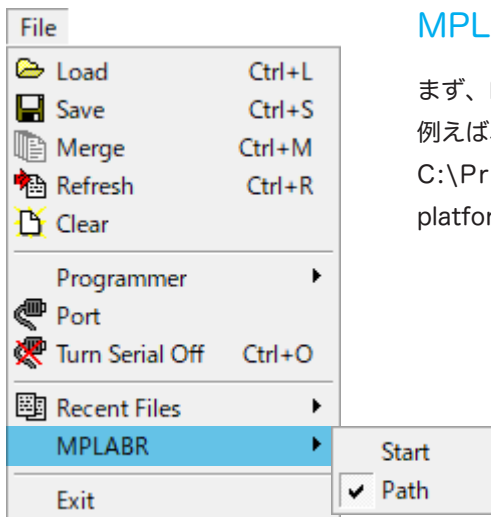 File
Load Ctrl+L
Save Ctrl+S
Merge Ctrl+M
Refresh Ctrl+R
Clear
Programmer
Port
Turn Serial Off Ctrl+O
Recent Files
MPLABR
Exit
Start
Path
MPL
まず、
例えば
C:\Pr
platfor